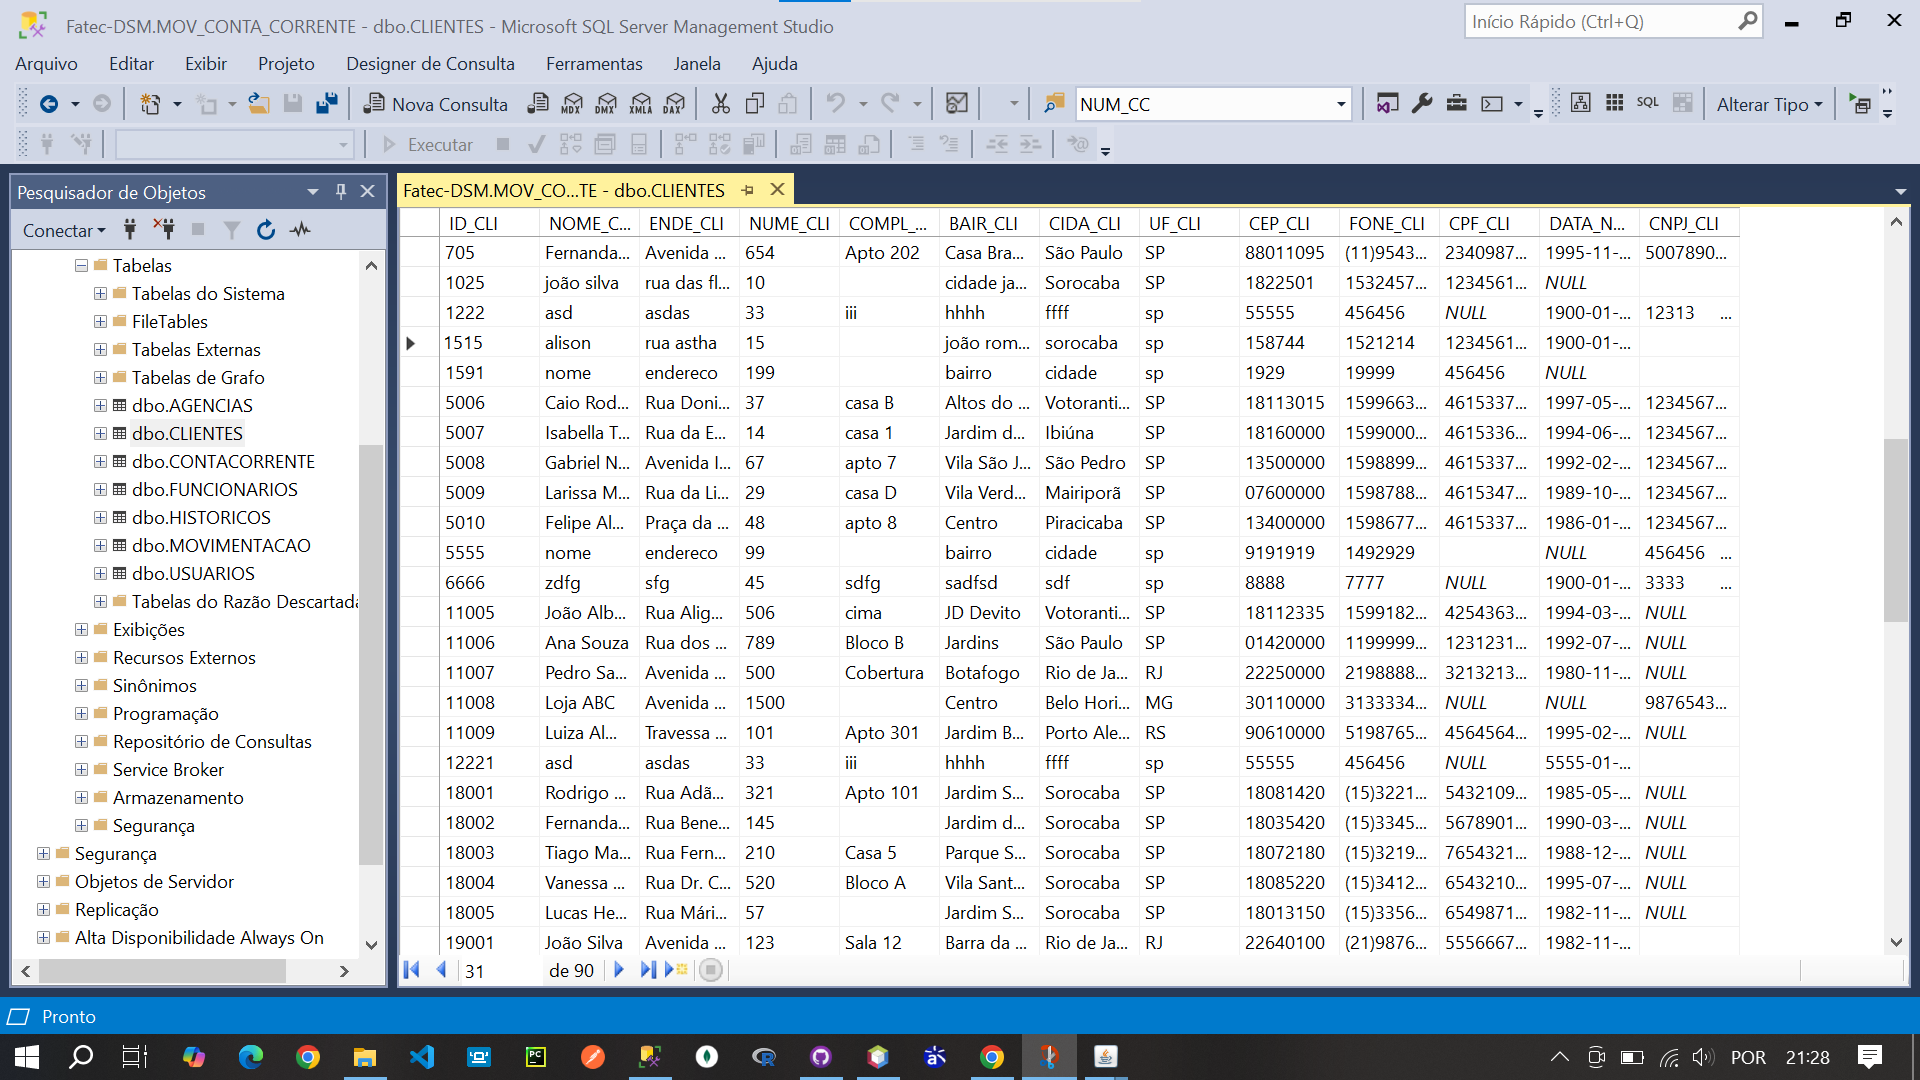 Fatec-DSM.MOV_CONTA_CORRENTE - dbo.CLIENTES - Microsoft SQL Server Management Studio
Início Rápido (Ctrl+Q)
Arquivo Editar Exibir Projeto Designer de Consulta Ferramentas Janela Ajuda
Nova Consulta MDX DMX XMLA DAX NUM_CC SQL Alterar Tipo
Executar
Pesquisador de Objetos
Conectar
Tabelas
Tabelas do Sistema
FileTables
Tabelas Externas
Tabelas de Grafo
dbo.AGENCIAS
dbo.CLIENTES
dbo.CONTACORRENTE
dbo.FUNCIONARIOS
dbo.HISTORICOS
dbo.MOVIMENTACAO
dbo.USUARIOS
Tabelas do Razão Descartada
Exibições
Recursos Externos
Sinônimos
Programação
Repositório de Consultas
Service Broker
Armazenamento
Segurança
Segurança
Objetos de Servidor
Replicação
Alta Disponibilidade Always On
Fatec-DSM.MOV_CO...TE - dbo.CLIENTES
ID_CLI NOME_C... ENDE_CLI NUME_CLI COMPL_... BAIR_CLI CIDA_CLI UF_CLI CEP_CLI FONE_CLI CPF_CLI DATA_N... CNPJ_CLI
705 Fernanda... Avenida ... 654 Apto 202 Casa Bra... São Paulo SP 88011095 (11)9543... 2340987... 1995-11-... 5007890...
1025 joão silva rua das fl... 10 cidade ja... Sorocaba SP 1822501 1532457... 1234561... NULL
1222 asd asdas 33 iii hhhh ffff sp 55555 456456 NULL 1900-01-... 12313 ...
1515 alison rua astha 15 joão rom... sorocaba sp 158744 1521214 1234561... 1900-01-...
1591 nome endereco 199 bairro cidade sp 1929 19999 456456 NULL
5006 Caio Rod... Rua Doni... 37 casa B Altos do ... Votoranti... SP 18113015 1599663... 4615337... 1997-05-... 1234567...
5007 Isabella T... Rua da E... 14 casa 1 Jardim d... Ibiúna SP 18160000 1599000... 4615336... 1994-06-... 1234567...
5008 Gabriel N... Avenida I... 67 apto 7 Vila São J... São Pedro SP 13500000 1598899... 4615337... 1992-02-... 1234567...
5009 Larissa M... Rua da Li... 29 casa D Vila Verd... Mairiporã SP 07600000 1598788... 4615347... 1989-10-... 1234567...
5010 Felipe Al... Praça da ... 48 apto 8 Centro Piracicaba SP 13400000 1598677... 4615337... 1986-01-... 1234567...
5555 nome endereco 99 bairro cidade sp 9191919 1492929 NULL 456456 ...
6666 zdfg sfg 45 sdfg sadfsd sdf sp 8888 7777 NULL 1900-01-... 3333 ...
11005 João Alb... Rua Alig... 506 cima JD Devito Votoranti... SP 18112335 1599182... 4254363... 1994-03-... NULL
11006 Ana Souza Rua dos ... 789 Bloco B Jardins São Paulo SP 01420000 1199999... 1231231... 1992-07-... NULL
11007 Pedro Sa... Avenida ... 500 Cobertura Botafogo Rio de Ja... RJ 22250000 2198888... 3213213... 1980-11-... NULL
11008 Loja ABC Avenida ... 1500 Centro Belo Hori... MG 30110000 3133334... NULL NULL 9876543...
11009 Luiza Al... Travessa ... 101 Apto 301 Jardim B... Porto Ale... RS 90610000 5198765... 4564564... 1995-02-... NULL
12221 asd asdas 33 iii hhhh ffff sp 55555 456456 NULL 5555-01-...
18001 Rodrigo ... Rua Adã... 321 Apto 101 Jardim S... Sorocaba SP 18081420 (15)3221... 5432109... 1985-05-... NULL
18002 Fernanda... Rua Bene... 145 Jardim d... Sorocaba SP 18035420 (15)3345... 5678901... 1990-03-... NULL
18003 Tiago Ma... Rua Fern... 210 Casa 5 Parque S... Sorocaba SP 18072180 (15)3219... 7654321... 1988-12-... NULL
18004 Vanessa ... Rua Dr. C... 520 Bloco A Vila Sant... Sorocaba SP 18085220 (15)3412... 6543210... 1995-07-... NULL
18005 Lucas He... Rua Mári... 57 Jardim S... Sorocaba SP 18013150 (15)3356... 6549871... 1982-11-... NULL
19001 João Silva Avenida ... 123 Sala 12 Barra da ... Rio de Ja... RJ 22640100 (21)9876... 5556667... 1982-11-...
31 de 90
Pronto
PC POR 21:28